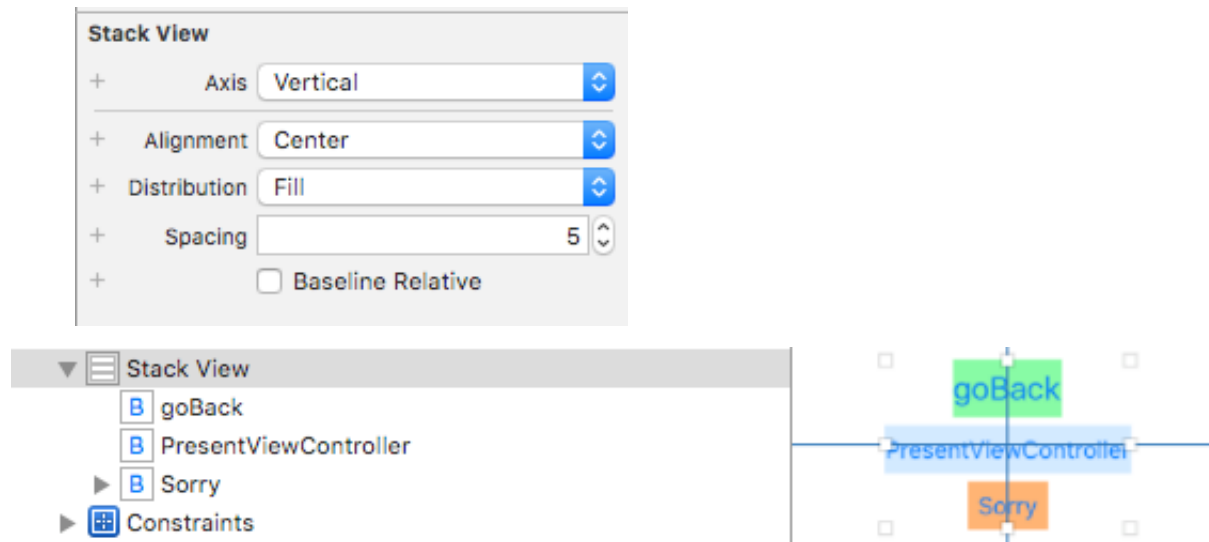 Stack View
+ Axis Vertical
+ Alignment Center
+ Distribution Fill
+ Spacing 5
+ Baseline Relative
Stack View
B goBack
B PresentViewController
B Sorry
Constraints
goBack
PresentViewController
Sorry